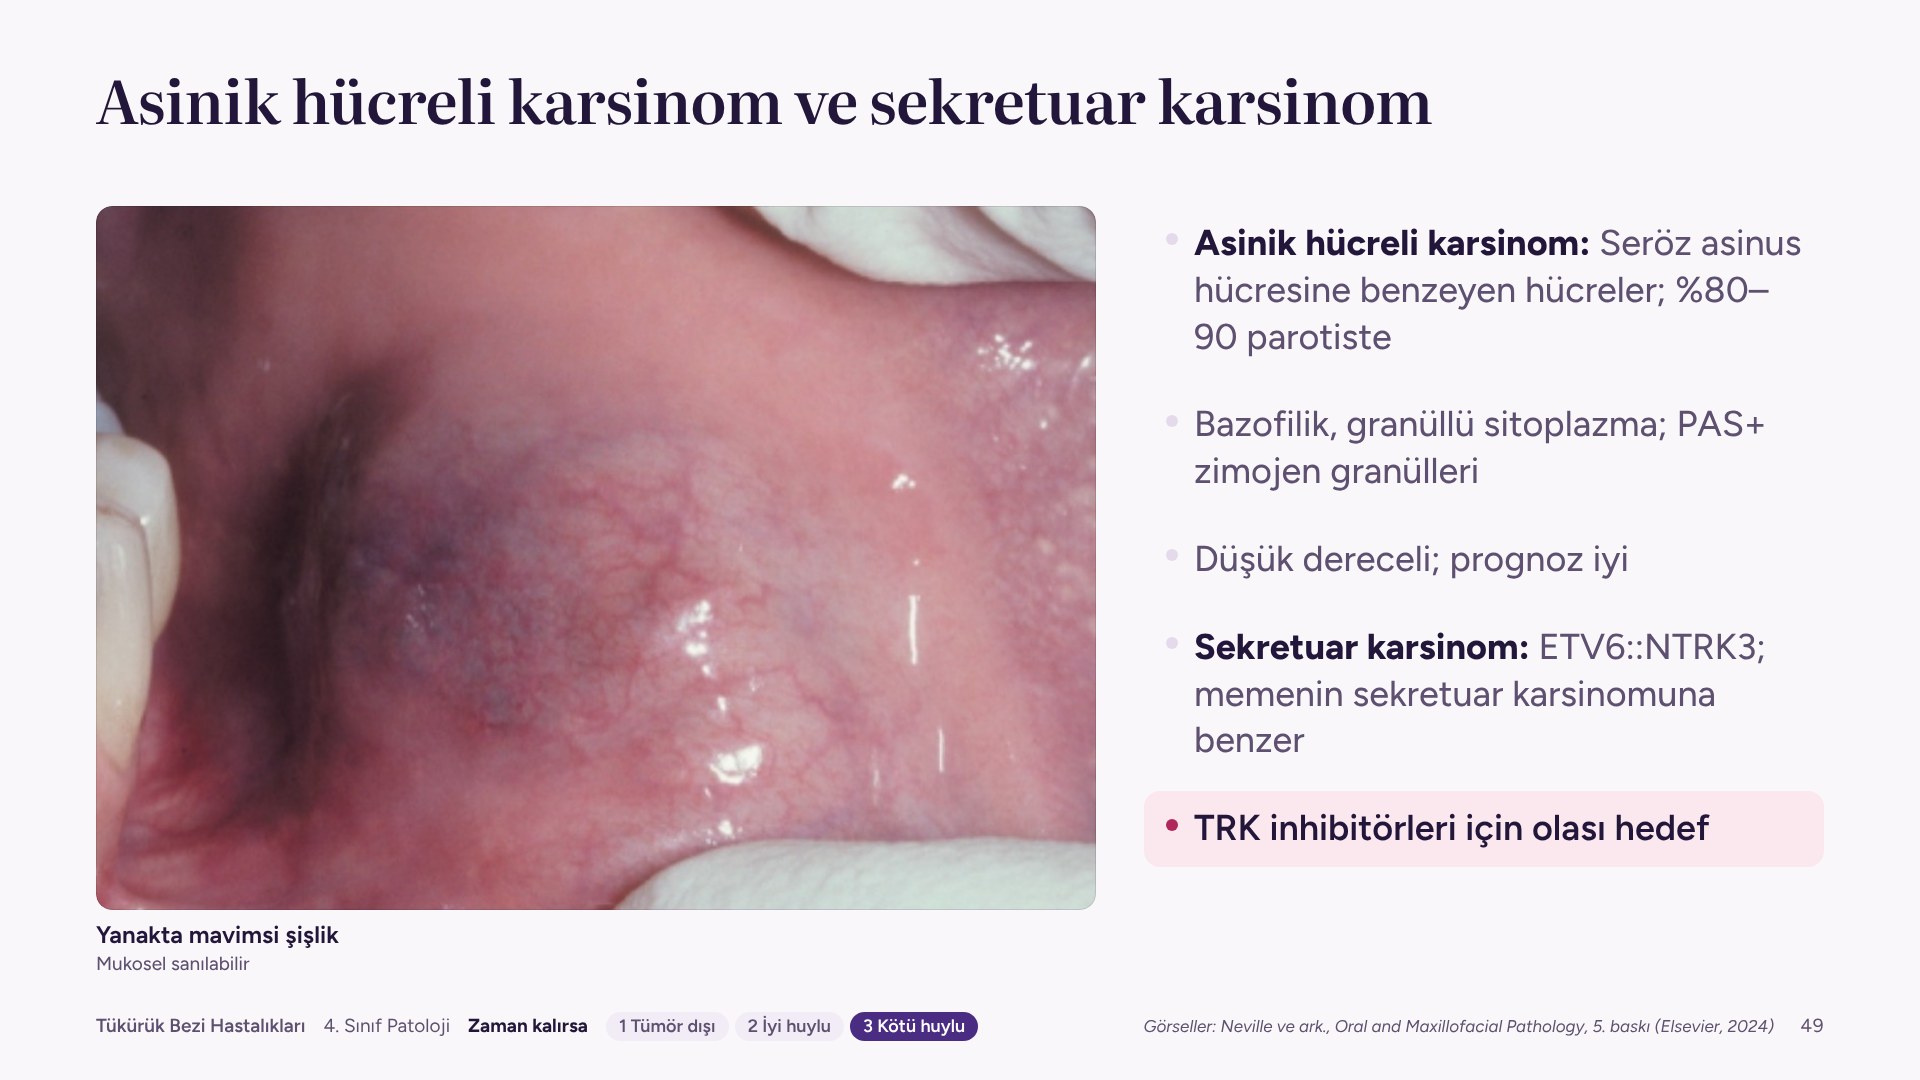 Asinik hücreli karsinom ve sekretuar karsinom
Asinik hücreli karsinom: Seröz asinus
hücresine benzeyen hücreler; %80–
90 parotiste
Bazofilik, granüllü sitoplazma; PAS+
zimojen granülleri
Düşük dereceli; prognoz iyi
Sekretuar karsinom: ETV6::NTRK3;
memenin sekretuar karsinomuna
benzer
TRK inhibitörleri için olası hedef
Yanakta mavimsi şişlik
Mukosel sanılabilir
Tükürük Bezi Hastalıkları 4. Sınıf Patoloji Zaman kalırsa 1 Tümör dışı 2 İyi huylu 3 Kötü huylu
Görseller: Neville ve ark., Oral and Maxillofacial Pathology, 5. baskı (Elsevier, 2024) 49